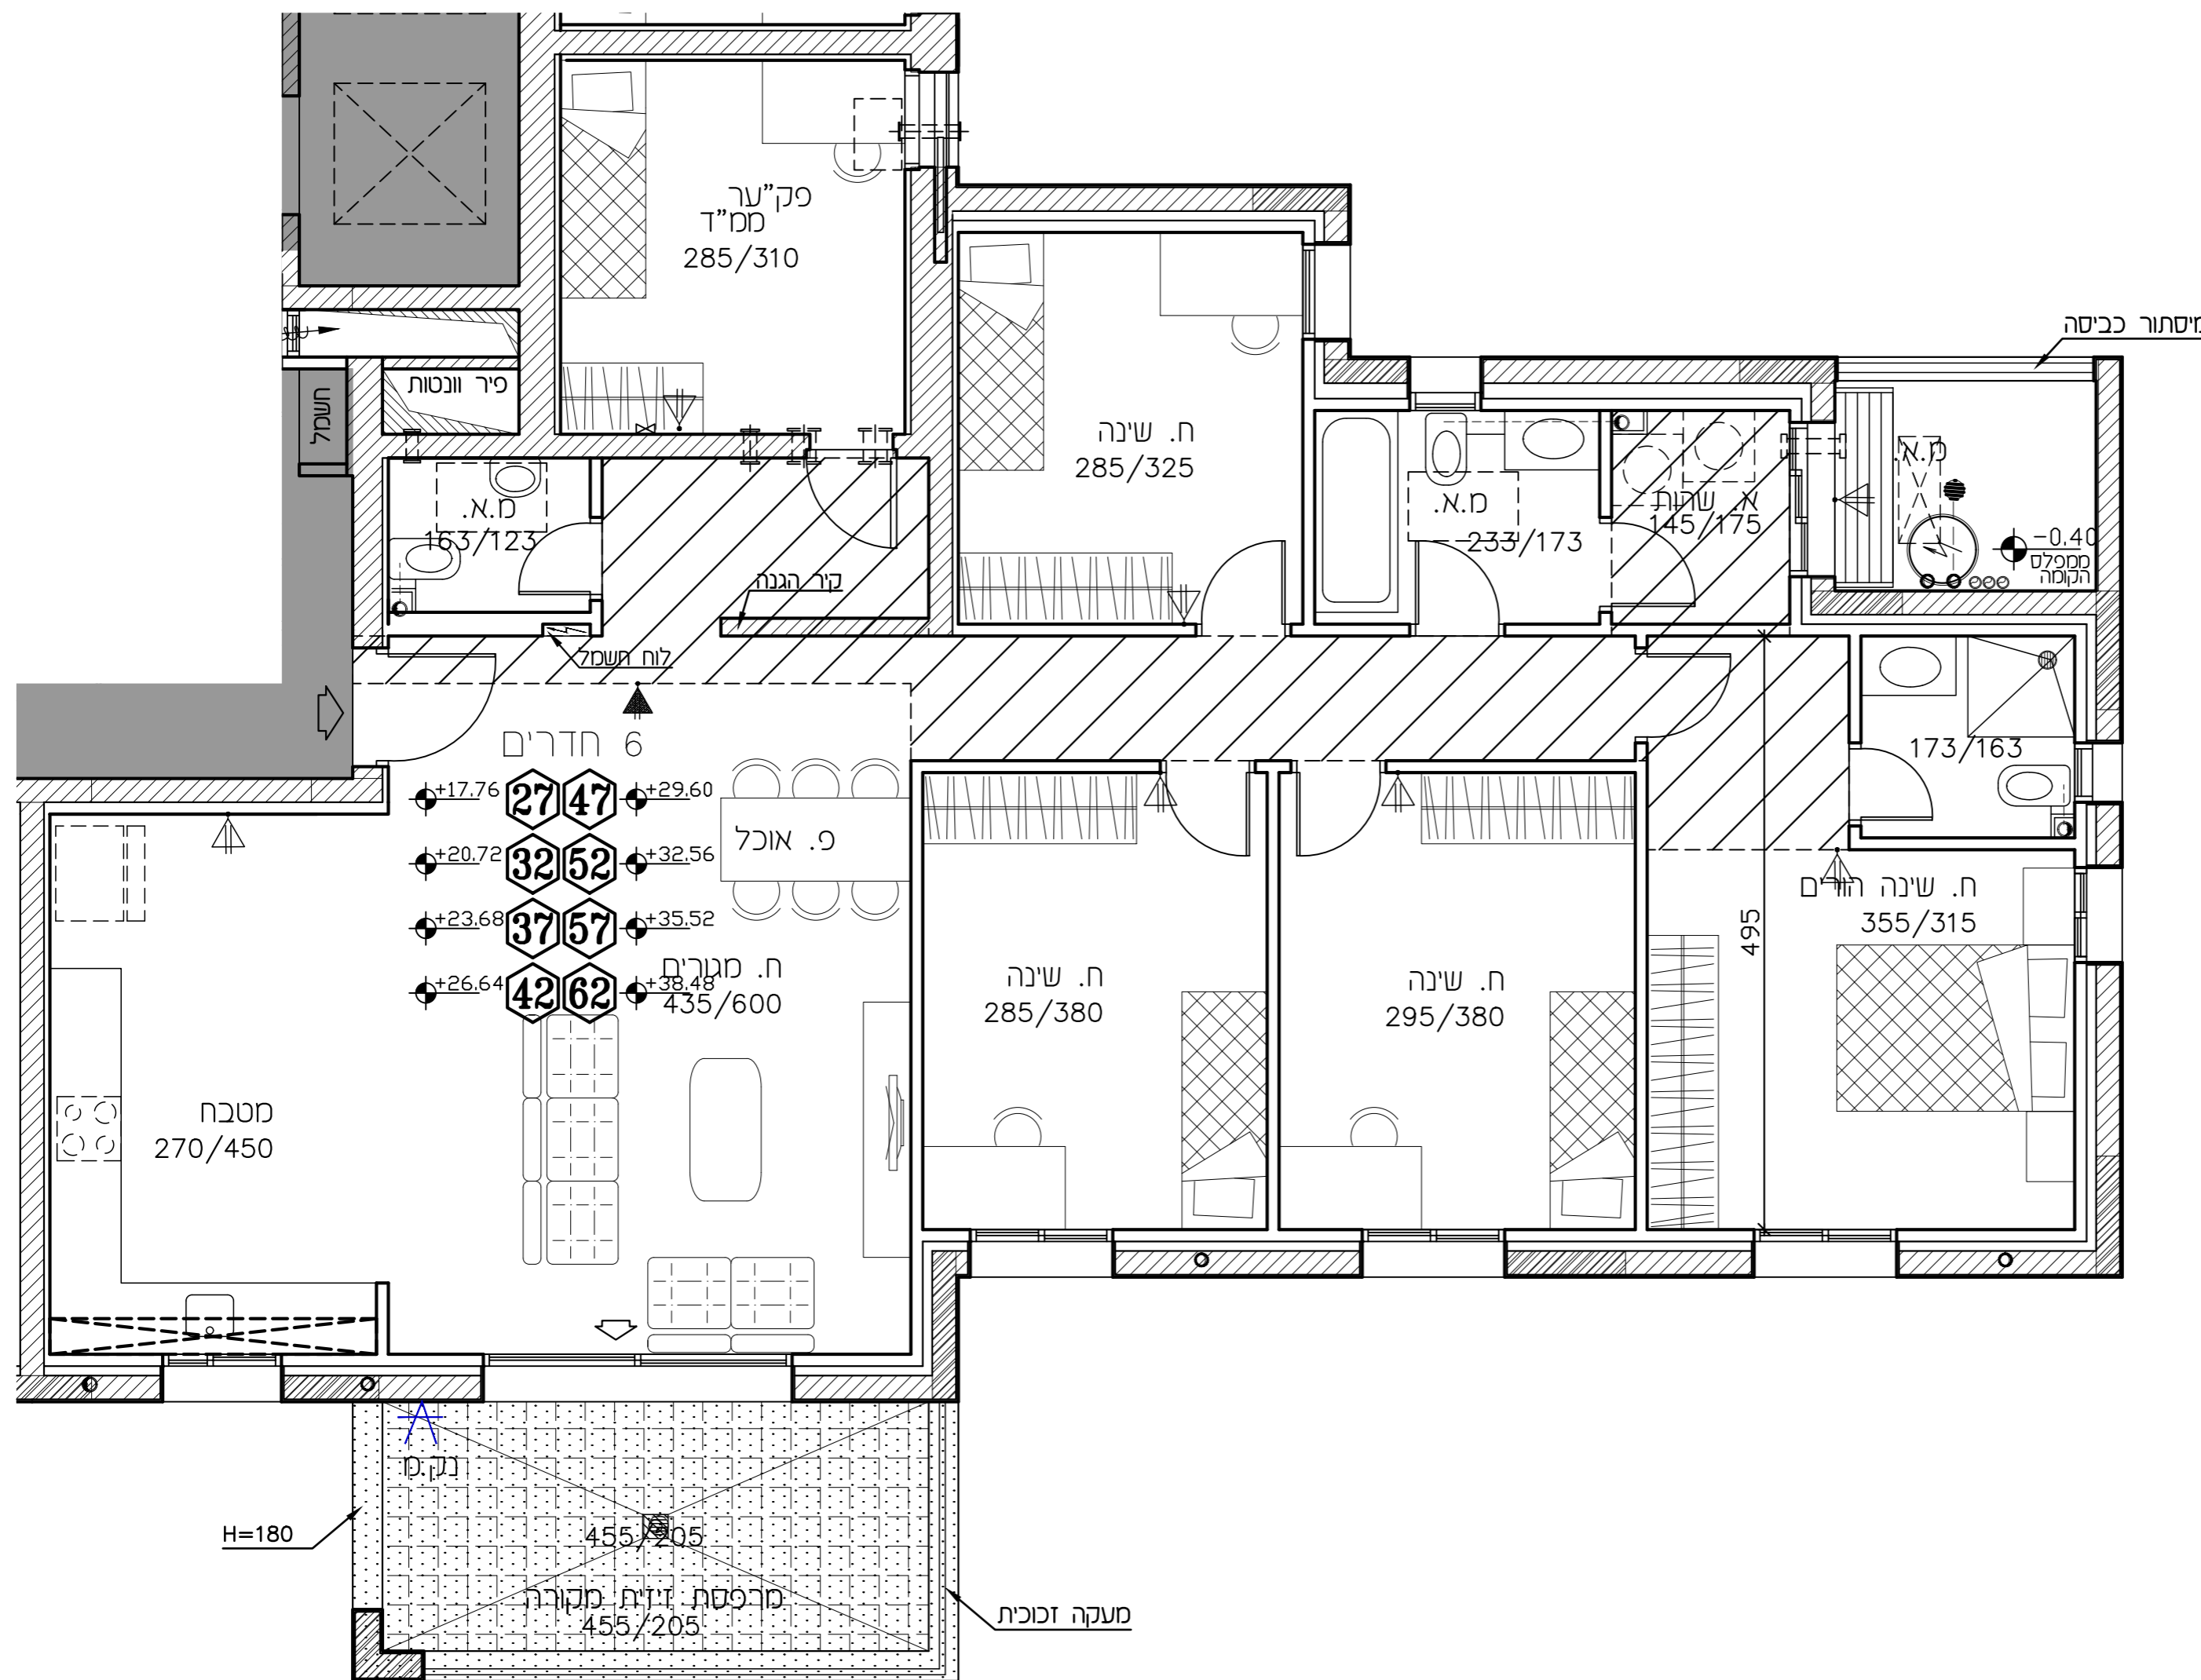 פק"ער
ממ"ד
285/310
מיסתור כביסה
פיר וונטות
חשמל
ח. שינה
285/325
מ.א.
163/123
מ.א.
233/173
א. שרות
145/175
מ.א.
-0.40
ממפלס
הקומה
קיר הגנה
לוח חשמל
173/163
6 חדרים
+17.76 27 47 +29.60
+20.72 32 52 +32.56
+23.68 37 57 +35.52
+26.64 42 62 +38.48
פ. אוכל
ח. מגורים
435/600
ח. שינה
285/380
ח. שינה
295/380
495
ח. שינה הורים
355/315
מטבח
270/450
נק.מ
H=180
455/205
מרפסת זיזית מקורה
455/205
מעקה זכוכית